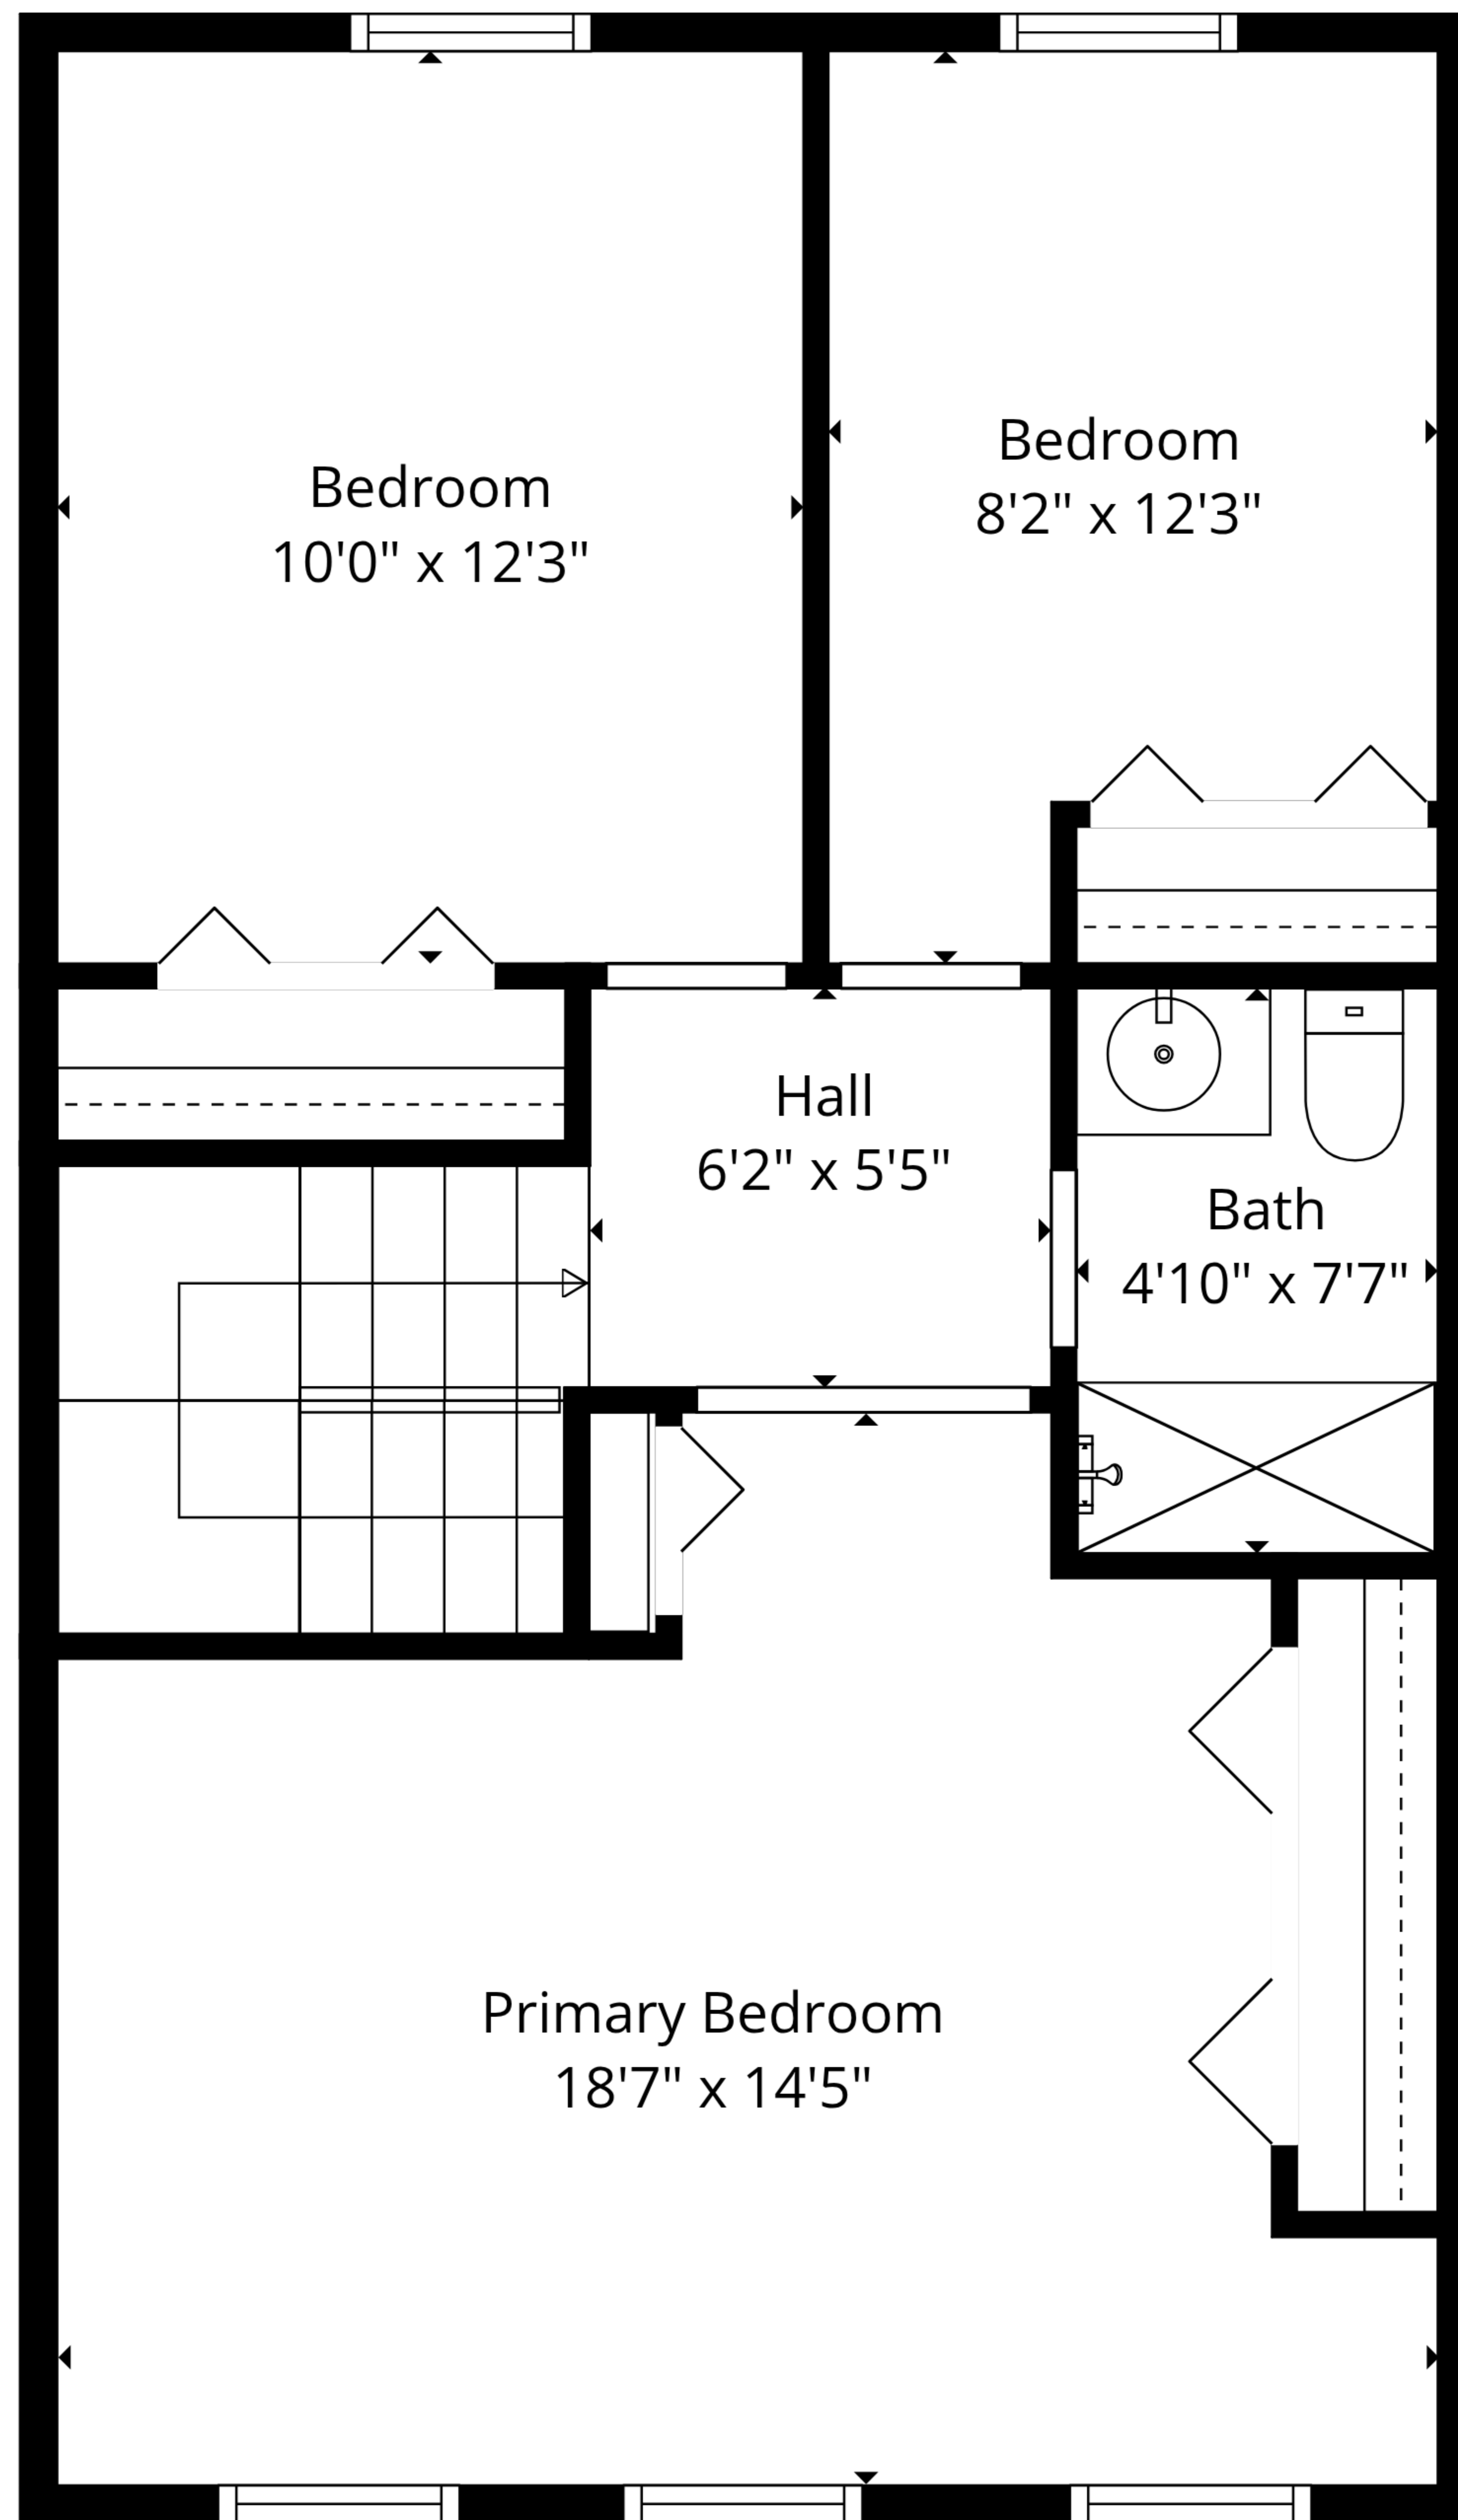 Bedroom
10'0" x 12'3"
Bedroom
8'2" x 12'3"
Hall
6'2" x 5'5"
Bath
4'10" x 7'7"
Primary Bedroom
18'7" x 14'5"